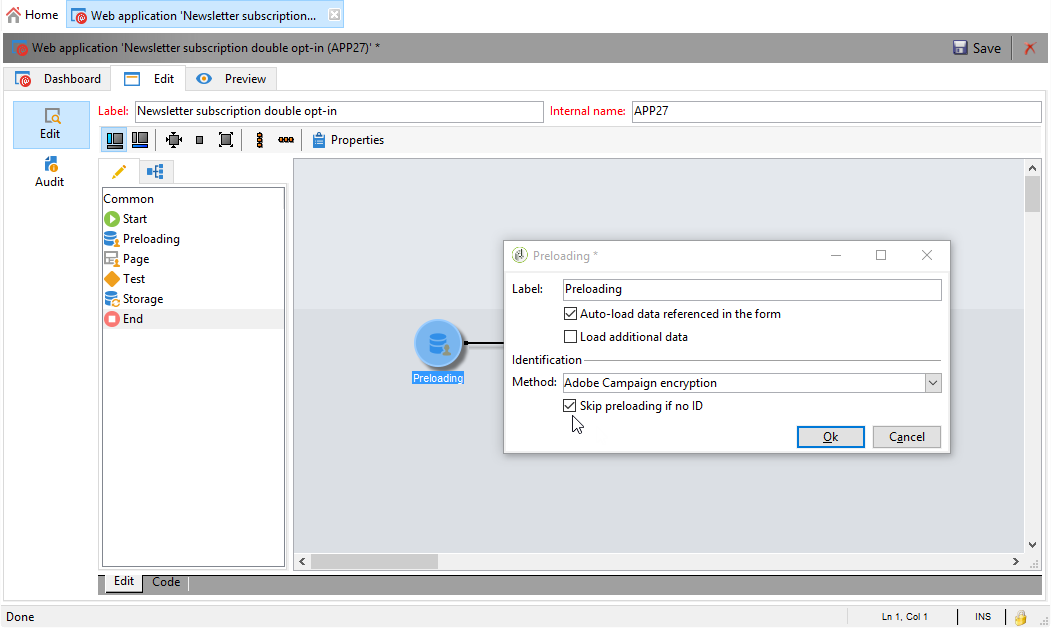 Home
Web application 'Newsletter subscription...
Web application 'Newsletter subscription double opt-in (APP27)' *
Save
Dashboard
Edit
Preview
Edit
Audit
Label: Newsletter subscription double opt-in
Internal name: APP27
Properties
Common
Start
Preloading
Page
Test
Storage
End
Preloading
Preloading *
Label: Preloading
Auto-load data referenced in the form
Load additional data
Identification
Method: Adobe Campaign encryption
Skip preloading if no ID
Ok
Cancel
Edit
Code
Done
Ln 1, Col 1
INS